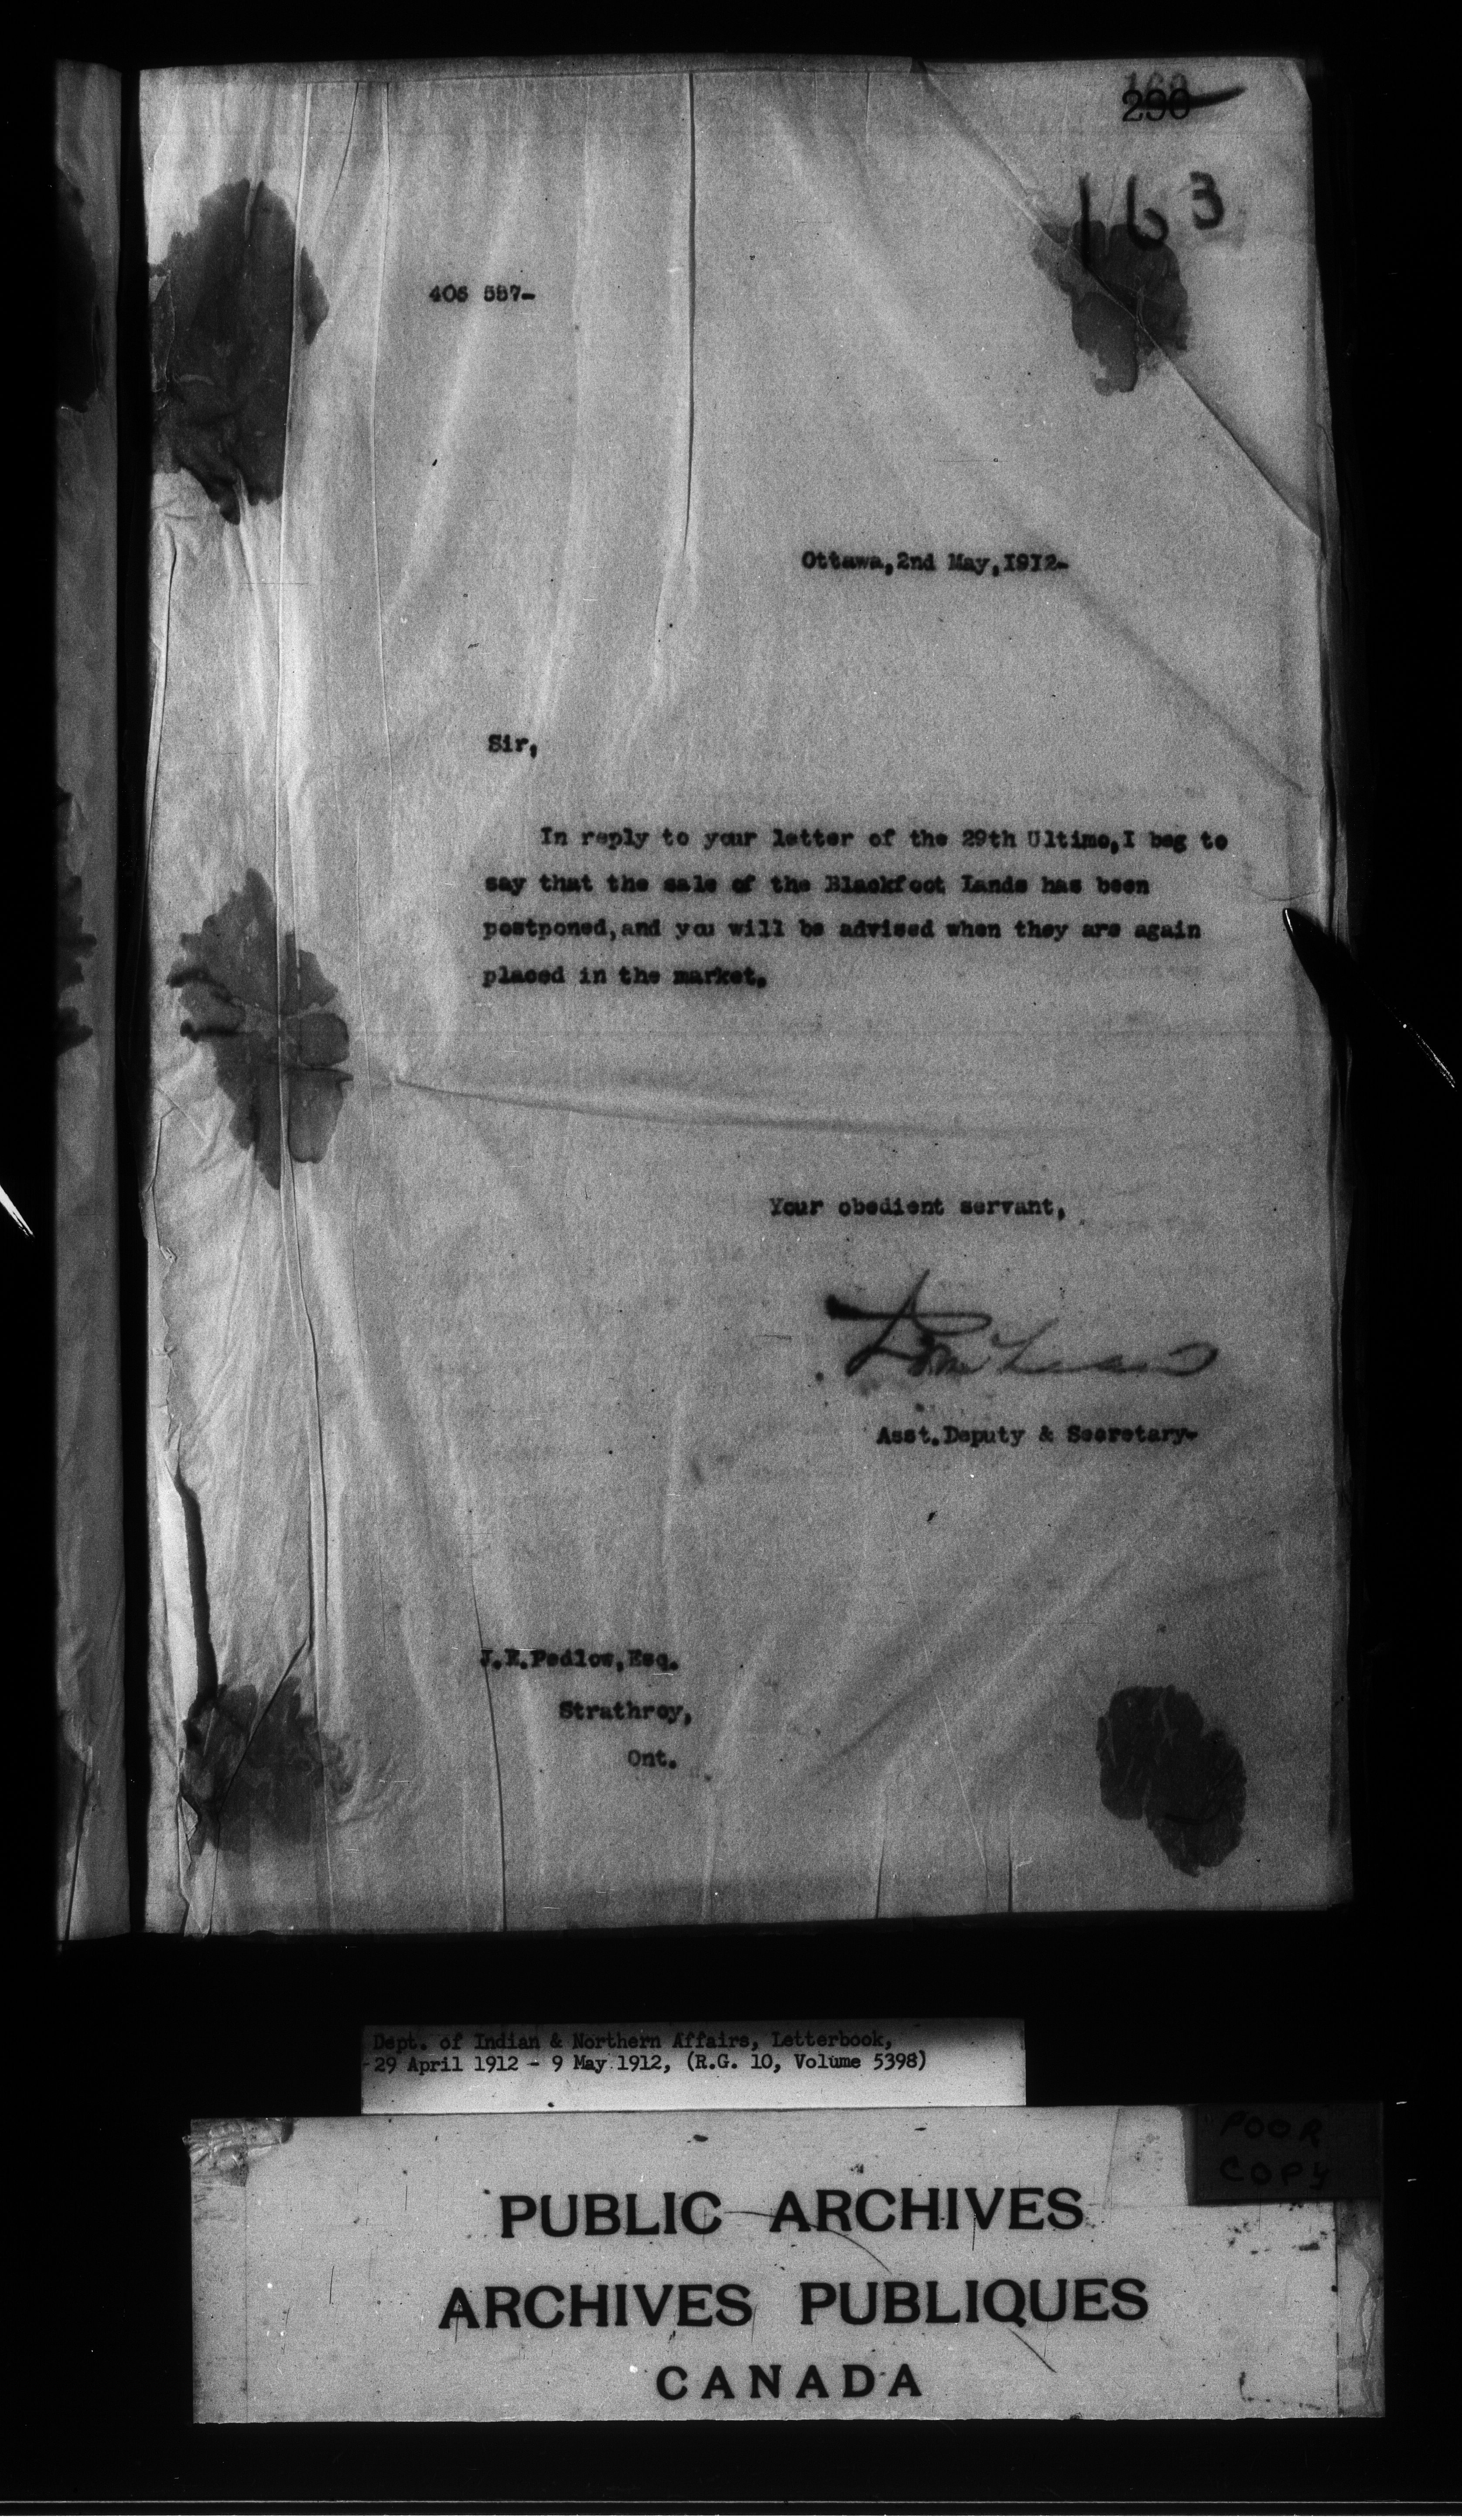 163
406 557-
Ottawa,2nd May,1912-
Sir,
In reply to your letter of the 29th Ultimo,I beg to
say that the sale of the Blackfoot Lands has been
postponed,and you will be advised when they are again
placed in the market.
Your obedient servant,
Asst.Deputy & Secretary-
J.E.Pedlow,Esq.
Strathroy,
Ont.
Dept. of Indian & Northern Affairs, Letterbook,
29 April 1912 - 9 May 1912, (R.G. 10, Volume 5398)
POOR
COPY
PUBLIC ARCHIVES
ARCHIVES PUBLIQUES
CANADA